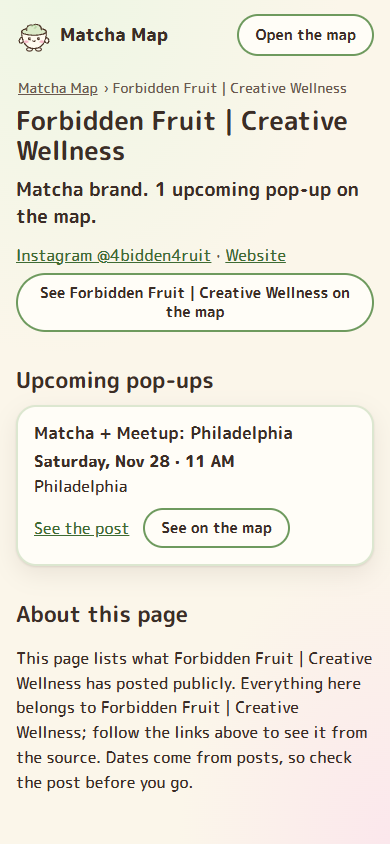 Matcha Map
Open the map
Matcha Map › Forbidden Fruit | Creative Wellness
Forbidden Fruit | Creative
Wellness
Matcha brand. 1 upcoming pop-up on
the map.
Instagram @4bidden4ruit · Website
See Forbidden Fruit | Creative Wellness on
the map
Upcoming pop-ups
Matcha + Meetup: Philadelphia
Saturday, Nov 28 · 11 AM
Philadelphia
See the post
See on the map
About this page
This page lists what Forbidden Fruit | Creative
Wellness has posted publicly. Everything here
belongs to Forbidden Fruit | Creative
Wellness; follow the links above to see it from
the source. Dates come from posts, so check
the post before you go.